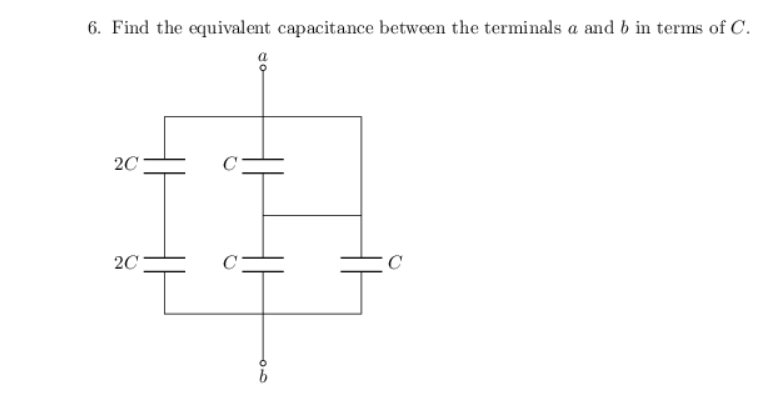 6. Find the equivalent capacitance between the terminals a and b in terms of C.
a
2C
C
2C
C
C
b